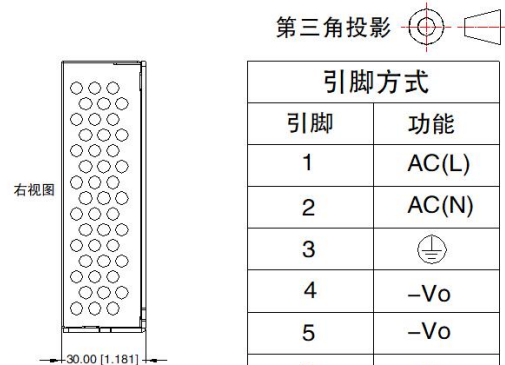 第三角投影
引脚方式
引脚 功能
1 AC(L)
2 AC(N)
3
4 –Vo
5 –Vo
右视图
30.00 [1.181]